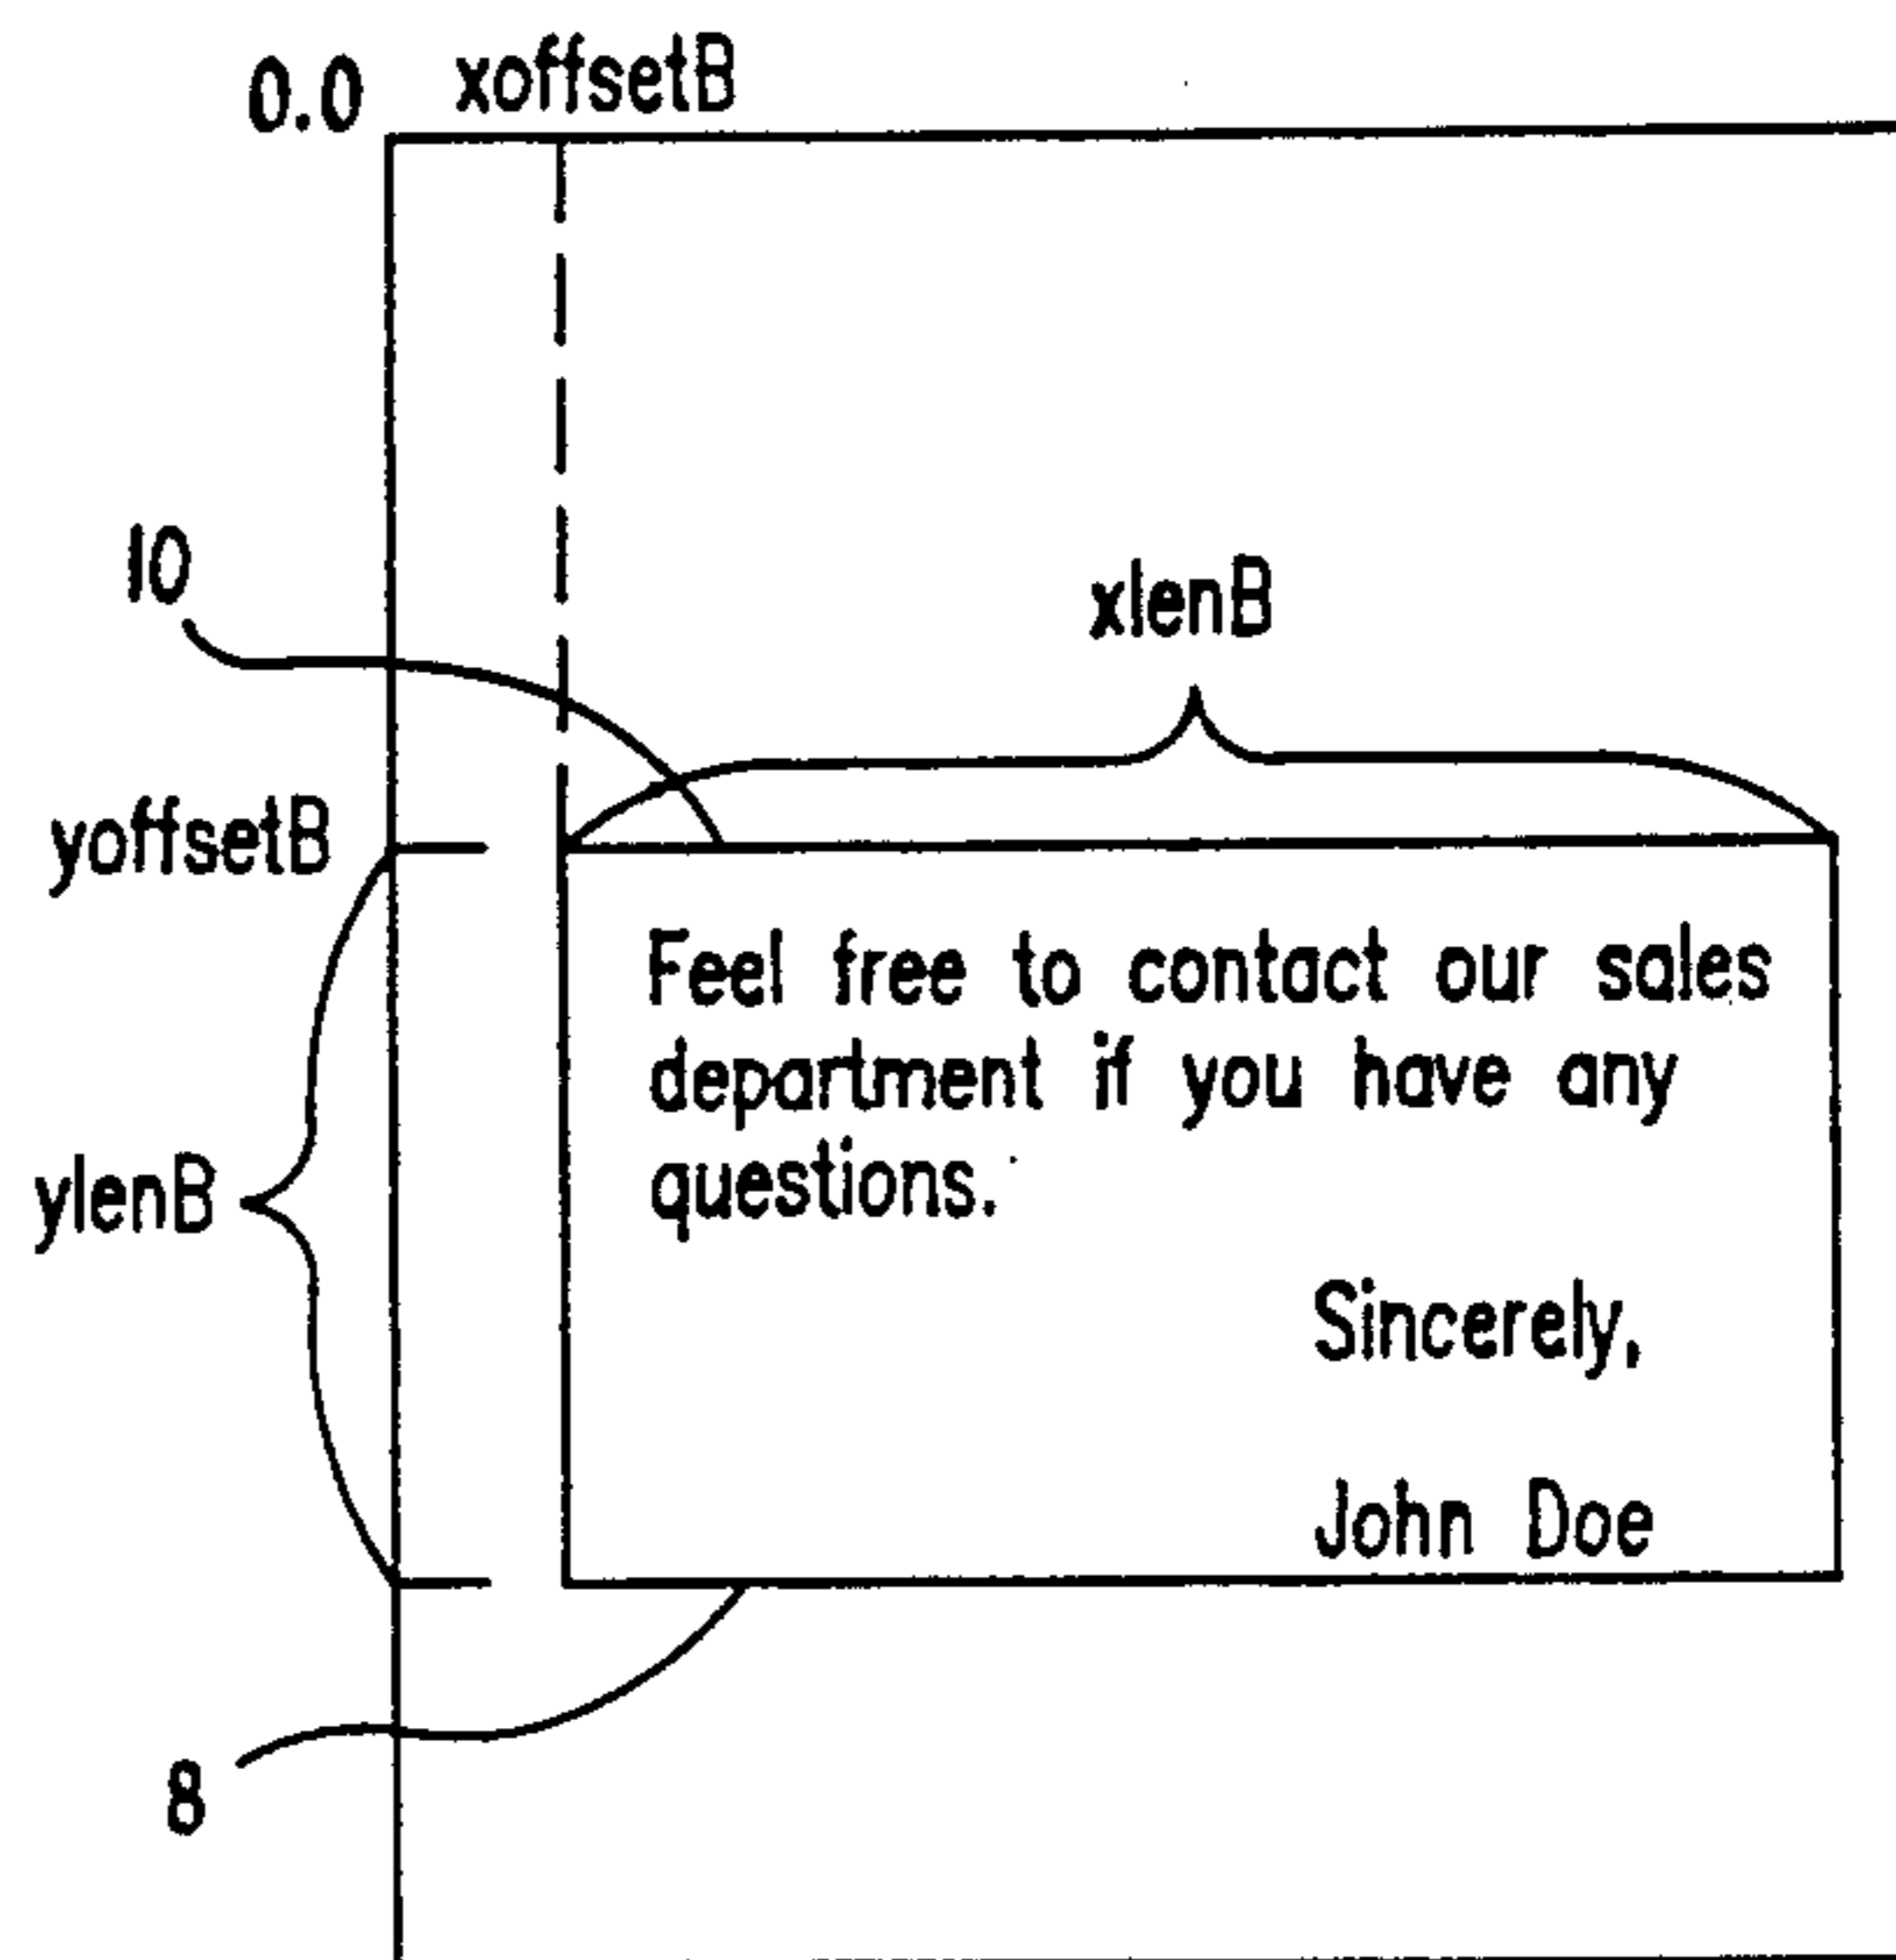 0.0 xoffsetB
10
xlenB
yoffsetB
Feel free to contact our sales
department if you have any
questions.
ylenB
Sincerely,
John Doe
8